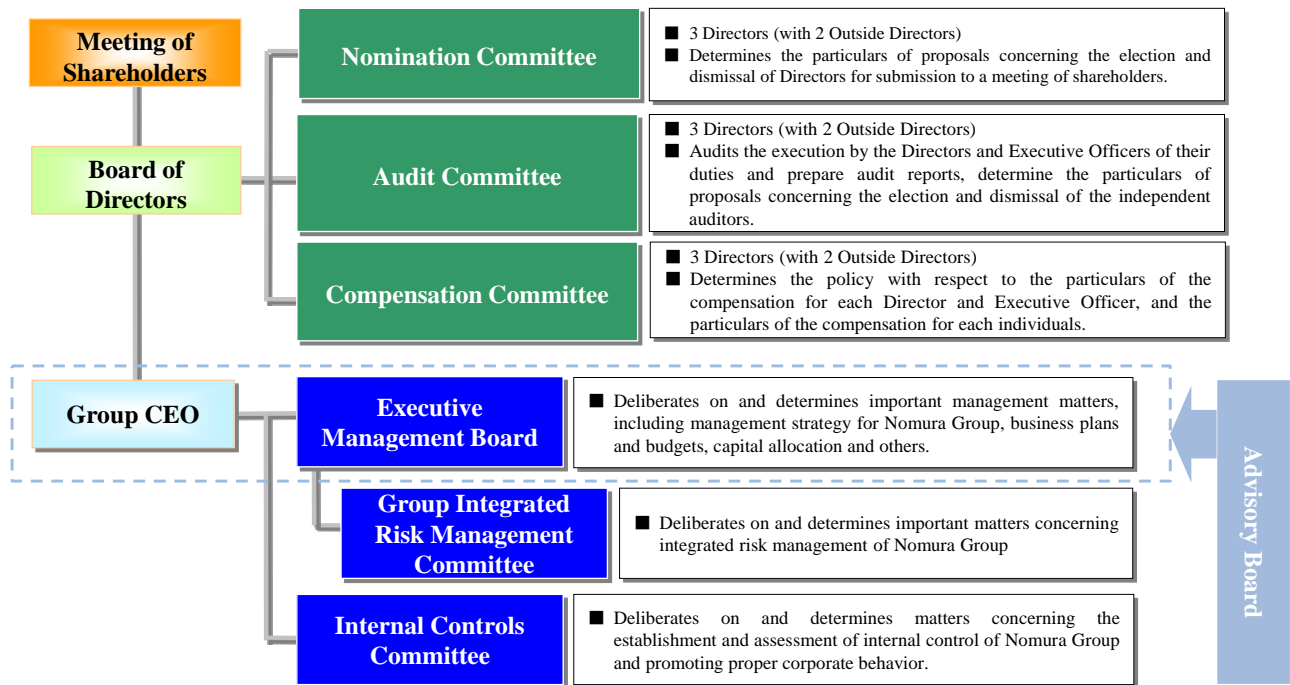 Meeting of
Shareholders
Nomination Committee
■ 3 Directors (with 2 Outside Directors)
■ Determines the particulars of proposals concerning the election and
dismissal of Directors for submission to a meeting of shareholders.
Board of
Directors
Audit Committee
■ 3 Directors (with 2 Outside Directors)
■ Audits the execution by the Directors and Executive Officers of their
duties and prepare audit reports, determine the particulars of
proposals concerning the election and dismissal of the independent
auditors.
Compensation Committee
■ 3 Directors (with 2 Outside Directors)
■ Determines the policy with respect to the particulars of the
compensation for each Director and Executive Officer, and the
particulars of the compensation for each individuals.
Group CEO
Executive
Management Board
■ Deliberates on and determines important management matters,
including management strategy for Nomura Group, business plans
and budgets, capital allocation and others.
Group Integrated
Risk Management
Committee
■ Deliberates on and determines important matters concerning
integrated risk management of Nomura Group
Internal Controls
Committee
■ Deliberates on and determines matters concerning the
establishment and assessment of internal control of Nomura Group
and promoting proper corporate behavior.
Advisory Board